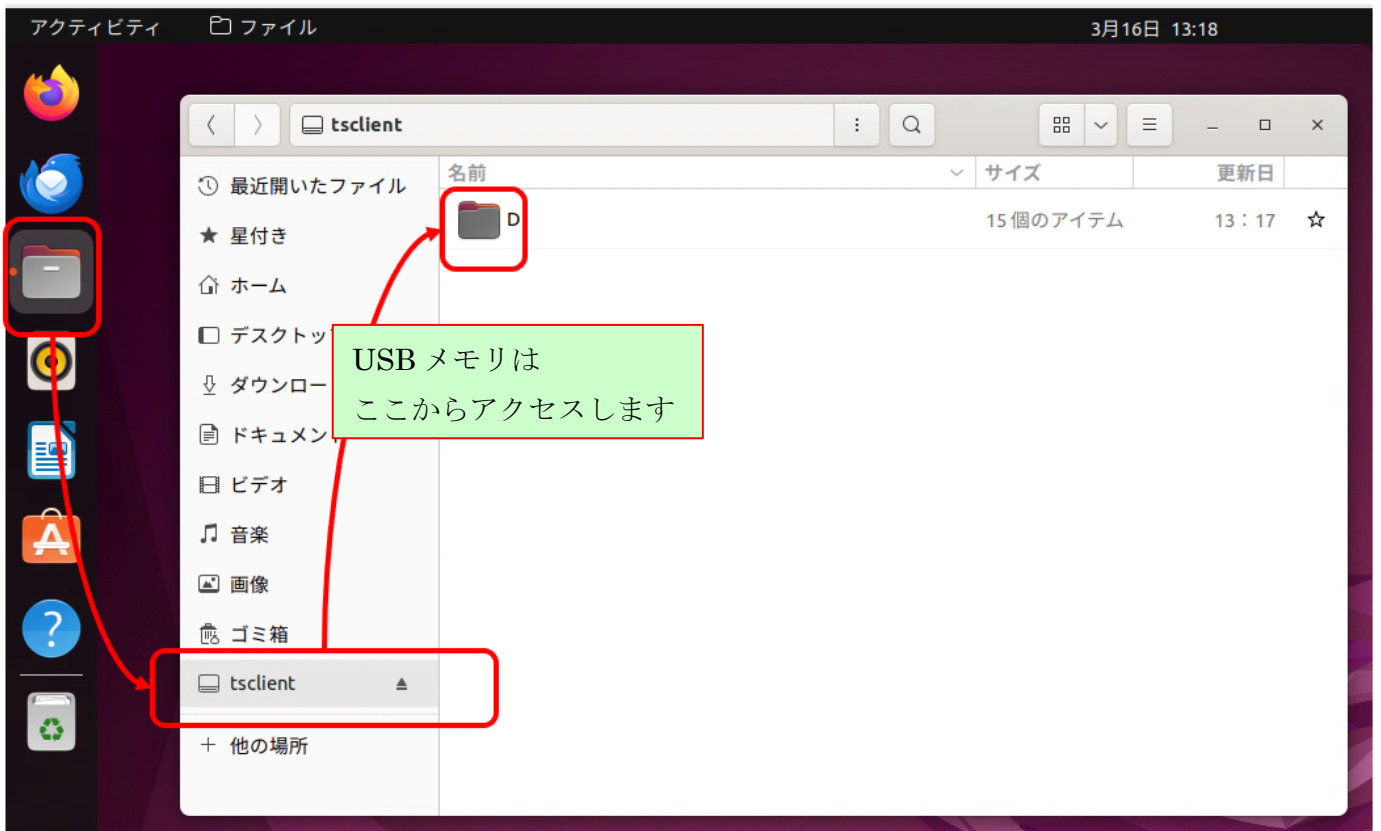 アクティビティ ファイル 3月16日 13:18
tsclient
名前 サイズ 更新日
D 15 個のアイテム 13：17
最近開いたファイル
星付き
ホーム
デスクトッ
ダウンロー
ドキュメン
ビデオ
音楽
画像
ゴミ箱
tsclient
他の場所
USB メモリは
ここからアクセスします